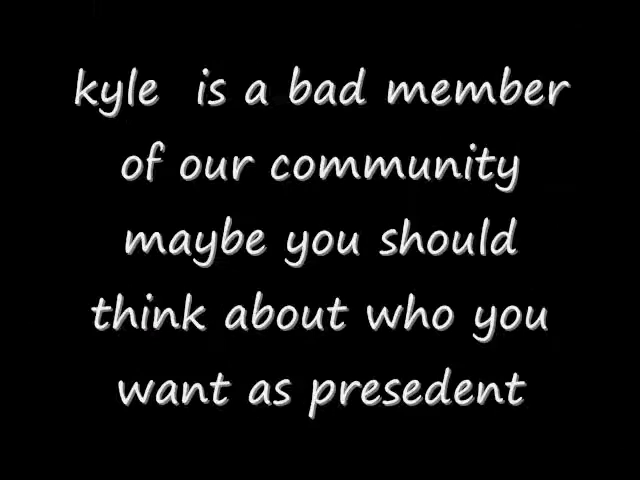 kyle  is a bad member
of our community
maybe you should
think about who you
want as presedent